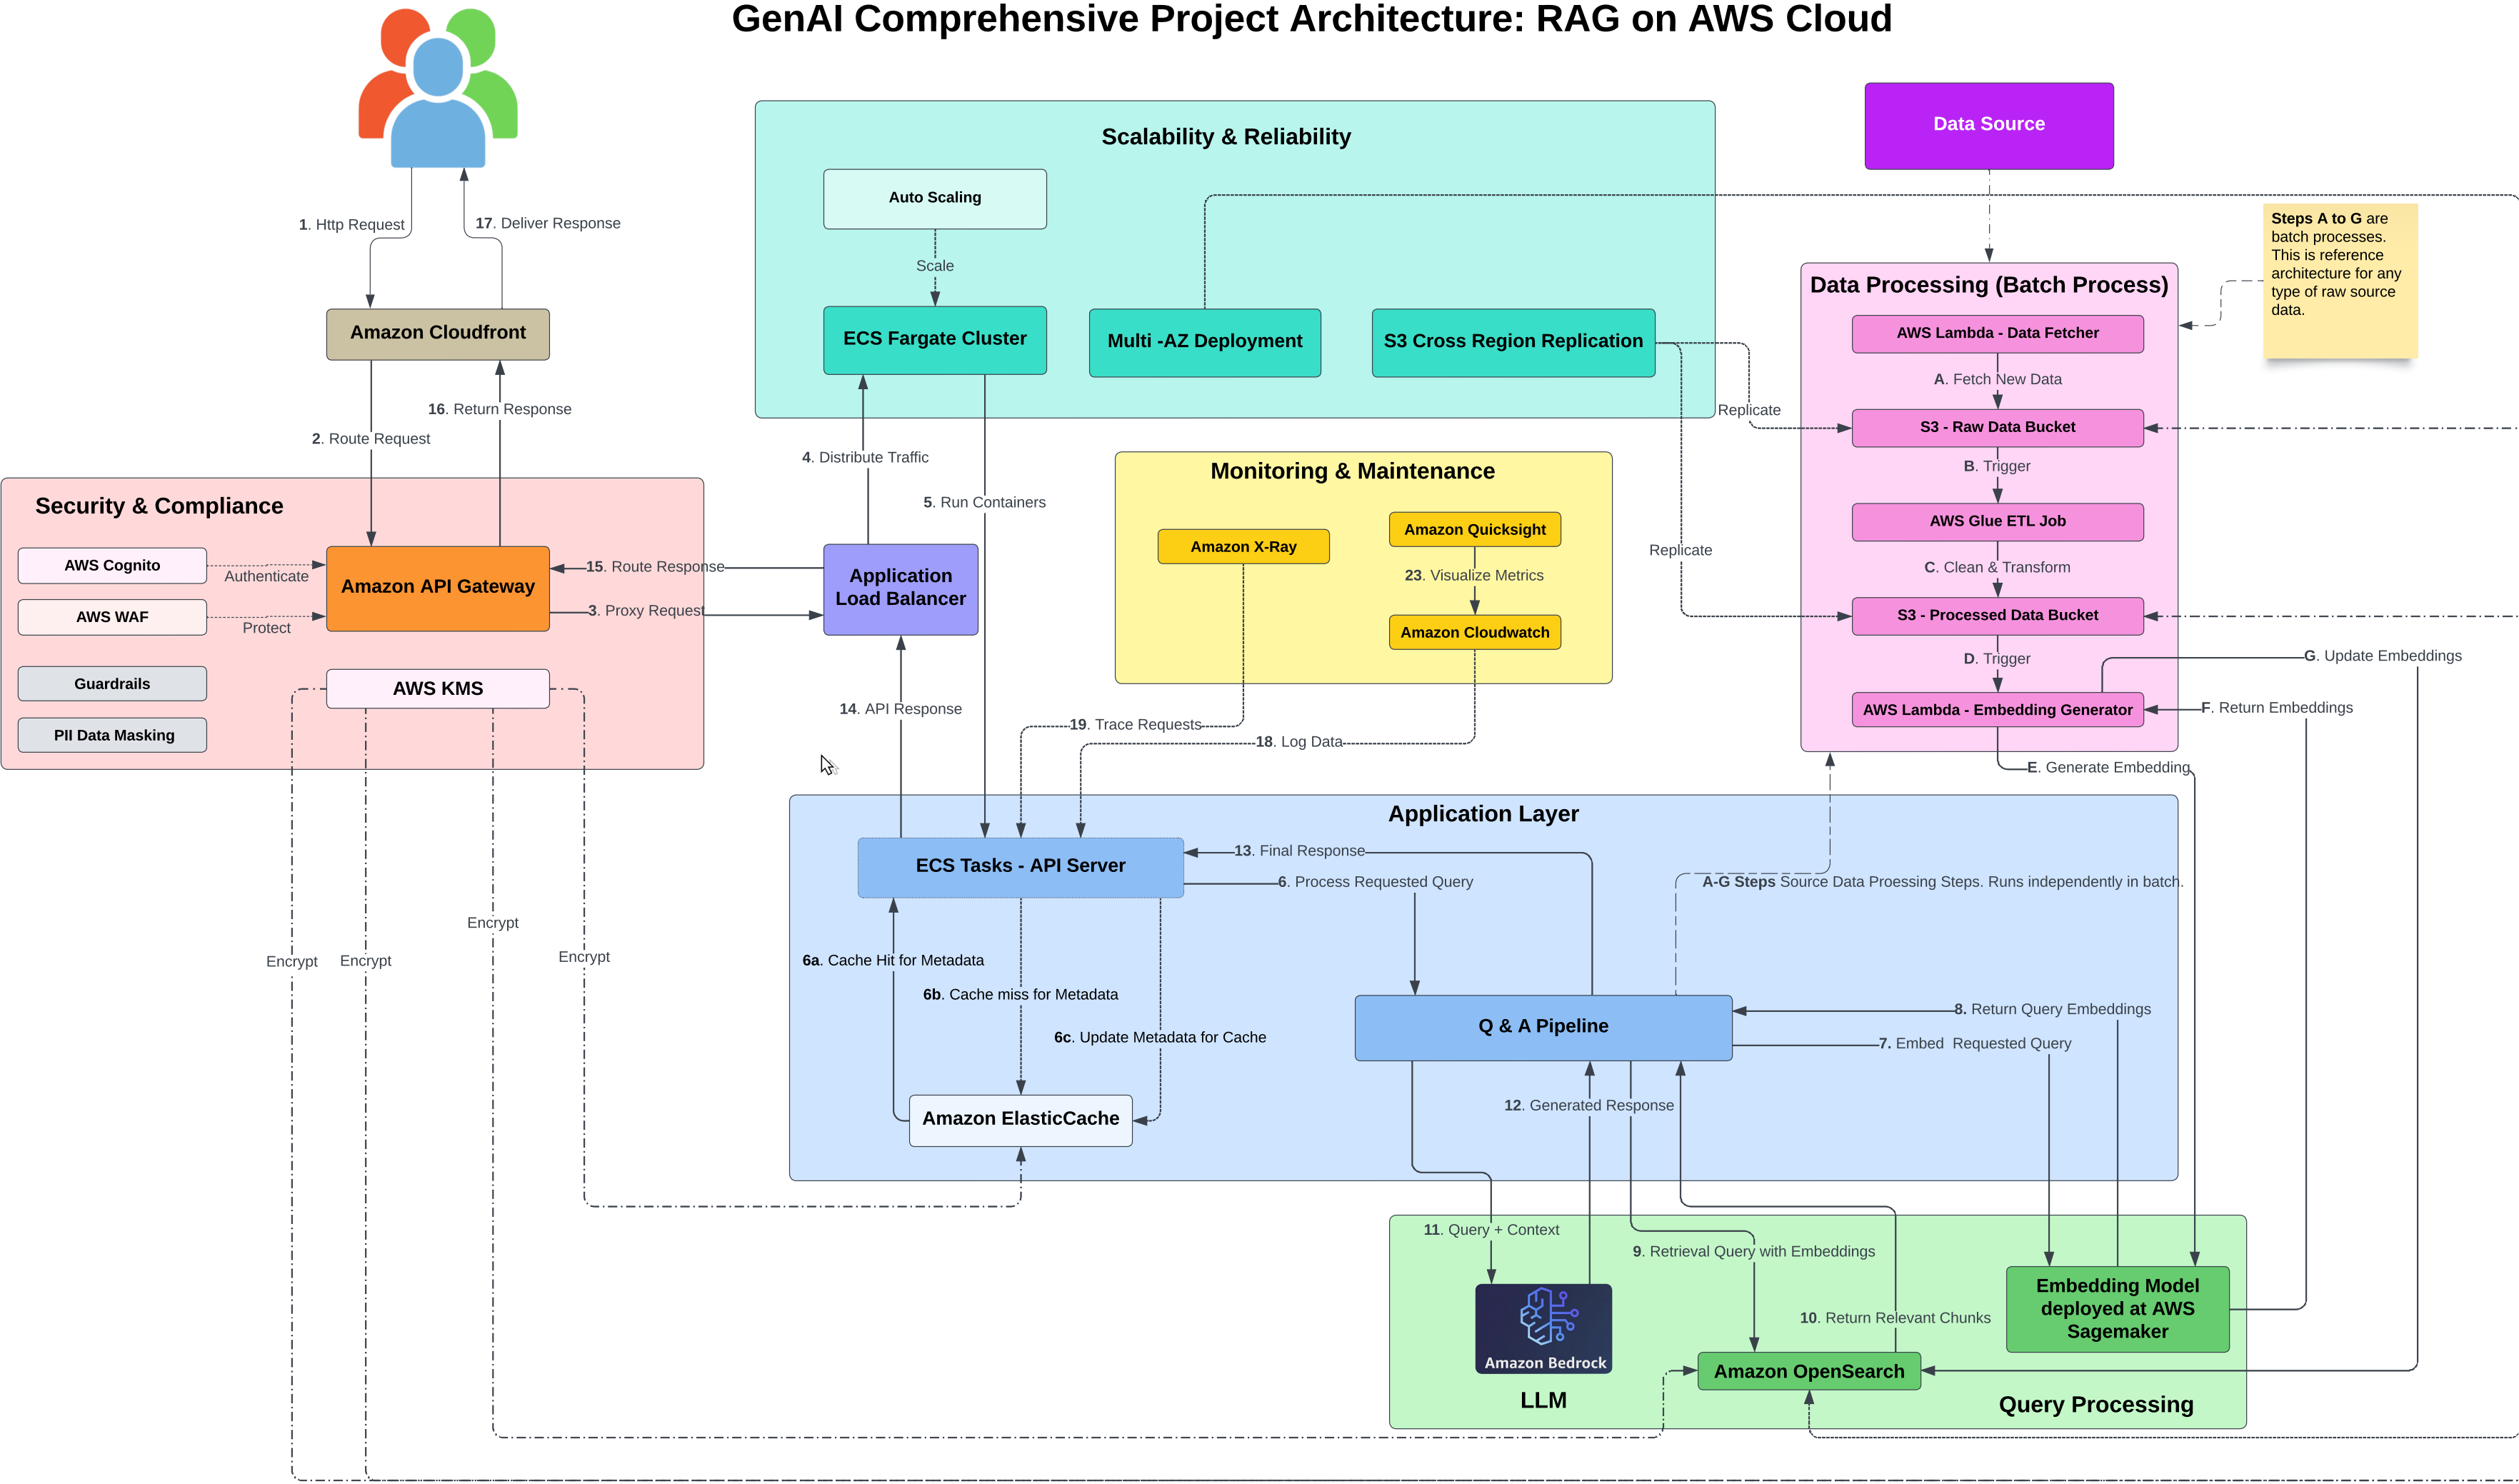 GenAI Comprehensive Project Architecture: RAG on AWS Cloud
1. Http Request
17. Deliver Response
Amazon Cloudfront
2. Route Request
16. Return Response
Security & Compliance
AWS Cognito
Authenticate
AWS WAF
Protect
Guardrails
PII Data Masking
Amazon API Gateway
AWS KMS
15. Route Response
3. Proxy Request
Encrypt
Encrypt
Encrypt
Encrypt
Scalability & Reliability
Auto Scaling
Scale
ECS Fargate Cluster
Multi -AZ Deployment
S3 Cross Region Replication
4. Distribute Traffic
5. Run Containers
Application
Load Balancer
14. API Response
Replicate
Replicate
Monitoring & Maintenance
Amazon X-Ray
Amazon Quicksight
23. Visualize Metrics
Amazon Cloudwatch
19. Trace Requests
18. Log Data
Data Source
Steps A to G are
batch processes.
This is reference
architecture for any
type of raw source
data.
Data Processing (Batch Process)
AWS Lambda - Data Fetcher
A. Fetch New Data
S3 - Raw Data Bucket
B. Trigger
AWS Glue ETL Job
C. Clean & Transform
S3 - Processed Data Bucket
D. Trigger
AWS Lambda - Embedding Generator
G. Update Embeddings
F. Return Embeddings
E. Generate Embedding
Application Layer
ECS Tasks - API Server
13. Final Response
6. Process Requested Query
A-G Steps Source Data Proessing Steps. Runs independently in batch.
6a. Cache Hit for Metadata
6b. Cache miss for Metadata
6c. Update Metadata for Cache
Amazon ElasticCache
Q & A Pipeline
8. Return Query Embeddings
7. Embed Requested Query
12. Generated Response
11. Query + Context
9. Retrieval Query with Embeddings
10. Return Relevant Chunks
Amazon Bedrock
LLM
Amazon OpenSearch
Embedding Model
deployed at AWS
Sagemaker
Query Processing